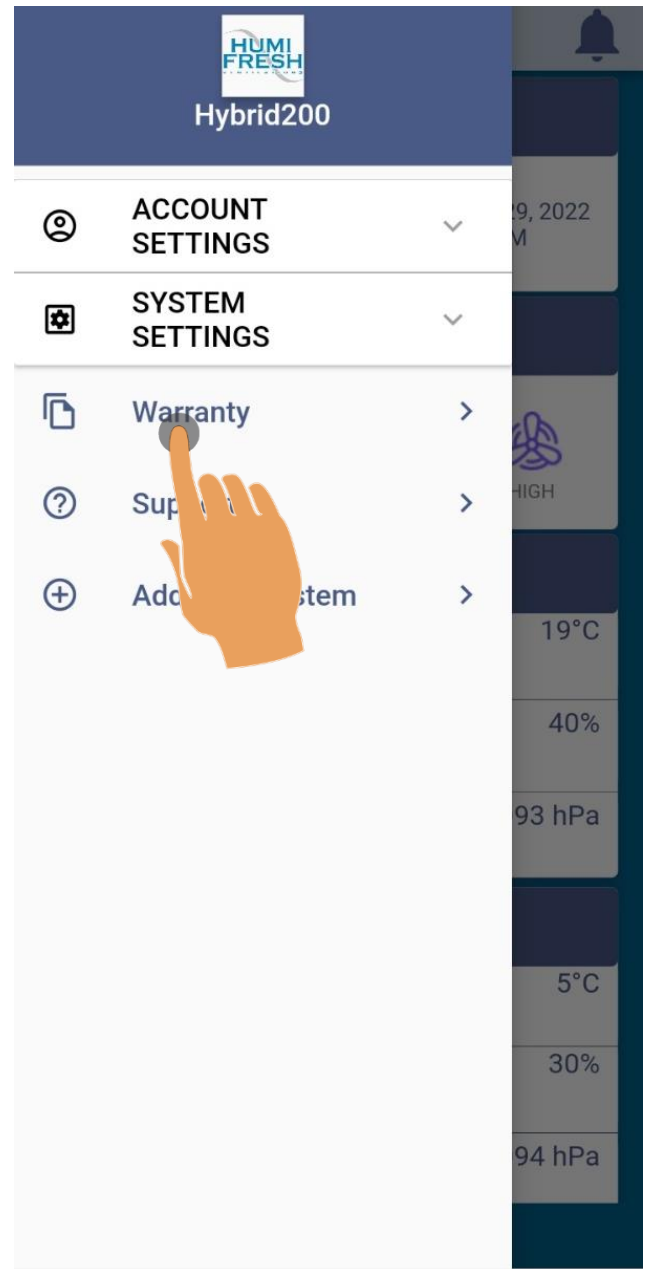 HUMI
FRESH
Hybrid200
ACCOUNT
SETTINGS
29, 2022
M
SYSTEM
SETTINGS
Warranty
HIGH
Add
19°C
40%
93 hPa
5°C
30%
94 hPa